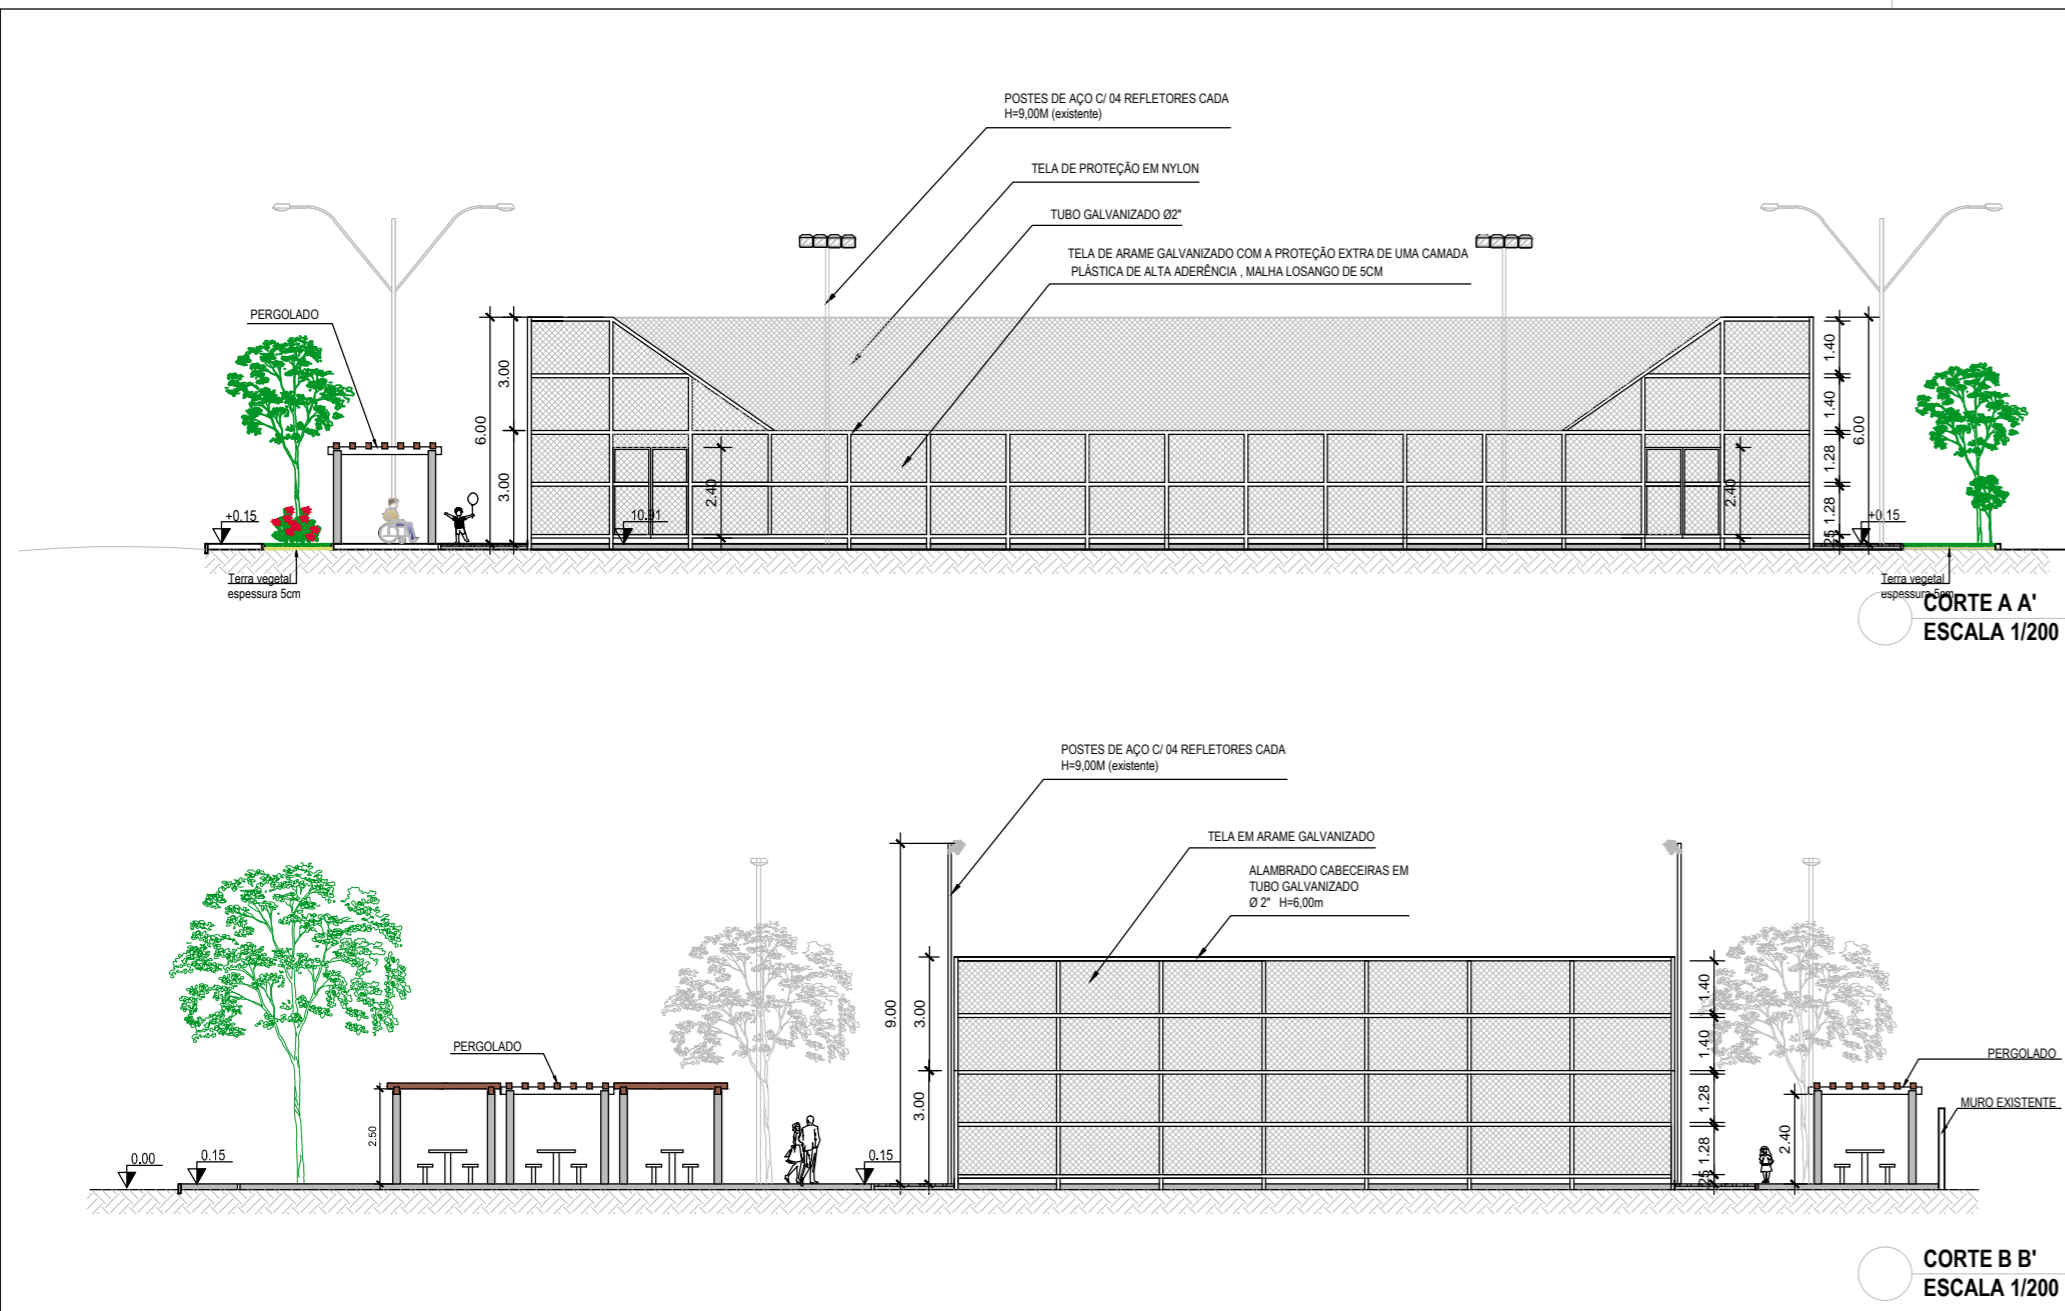 POSTES DE AÇO C/ 04 REFLETORES CADA
H=9,00M (existente)
TELA DE PROTEÇÃO EM NYLON
TUBO GALVANIZADO Ø2"
TELA DE ARAME GALVANIZADO COM A PROTEÇÃO EXTRA DE UMA CAMADA
PLÁSTICA DE ALTA ADERÊNCIA , MALHA LOSANGO DE 5CM
PERGOLADO
6.00
3.00
3.00
2.40
10.91
2.40
1.40
1.40
1.28
1.28
25
6.00
+0.15
+0.15
Terra vegetal
espessura 5cm
Terra vegetal
espessura 5cm
CORTE A A'
ESCALA 1/200
POSTES DE AÇO C/ 04 REFLETORES CADA
H=9,00M (existente)
TELA EM ARAME GALVANIZADO
ALAMBRADO CABECEIRAS EM
TUBO GALVANIZADO
Ø 2" H=6,00m
9.00
3.00
3.00
1.40
1.40
1.28
1.28
25
PERGOLADO
2.50
0.00
0.15
0.15
2.40
PERGOLADO
MURO EXISTENTE
CORTE B B'
ESCALA 1/200